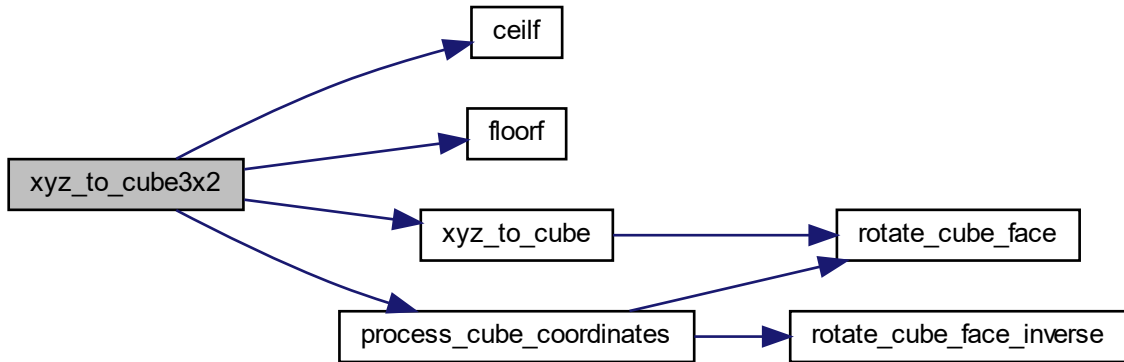 ceilf
floorf
xyz_to_cube3x2
xyz_to_cube
rotate_cube_face
process_cube_coordinates
rotate_cube_face_inverse